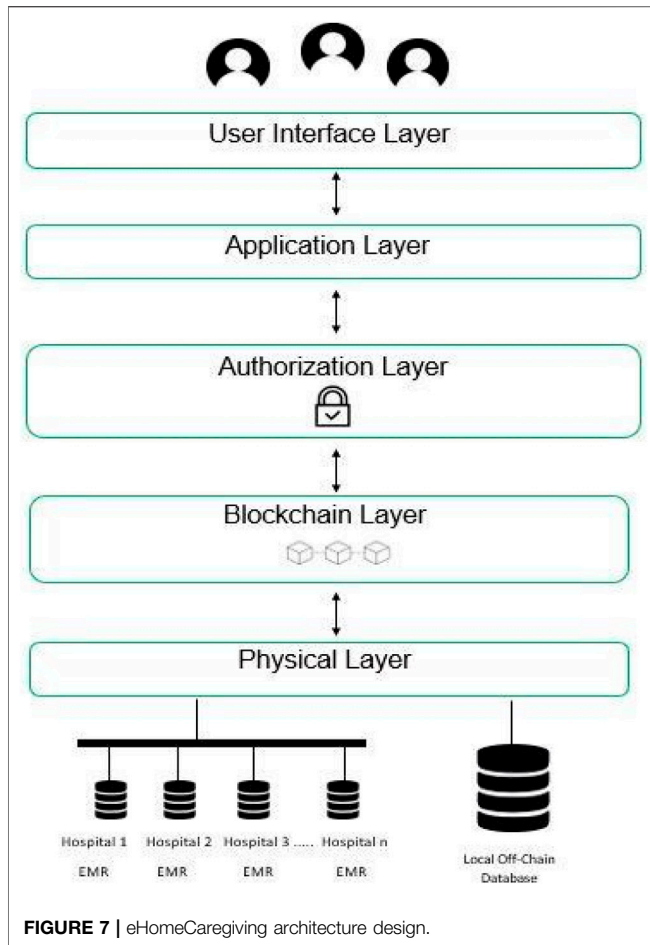 User Interface Layer
Application Layer
Authorization Layer
Blockchain Layer
Physical Layer
Hospital 1 Hospital 2 Hospital 3 ..... Hospital n
EMR EMR EMR EMR
Local Off-Chain
Database
FIGURE 7 | eHomeCaregiving architecture design.